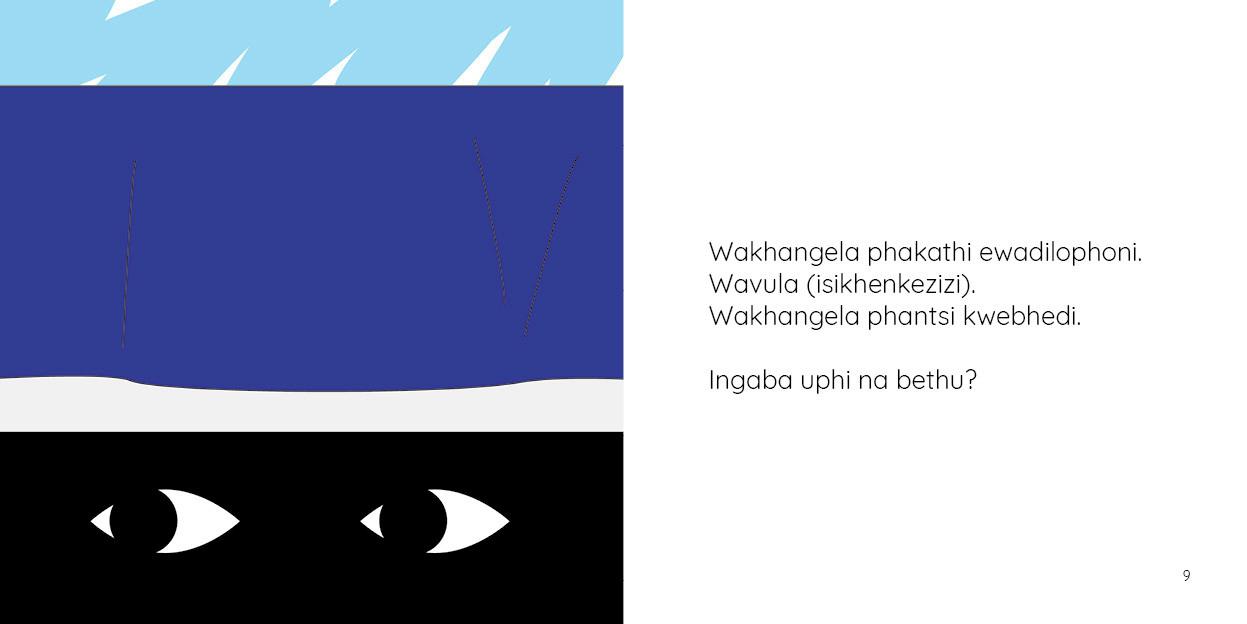 Wakhangela phakathi ewadilophoni.
Wavula (isikhenkezizi).
Wakhangela phantsi kwebhedi.
Ingaba uphi na bethu?
9